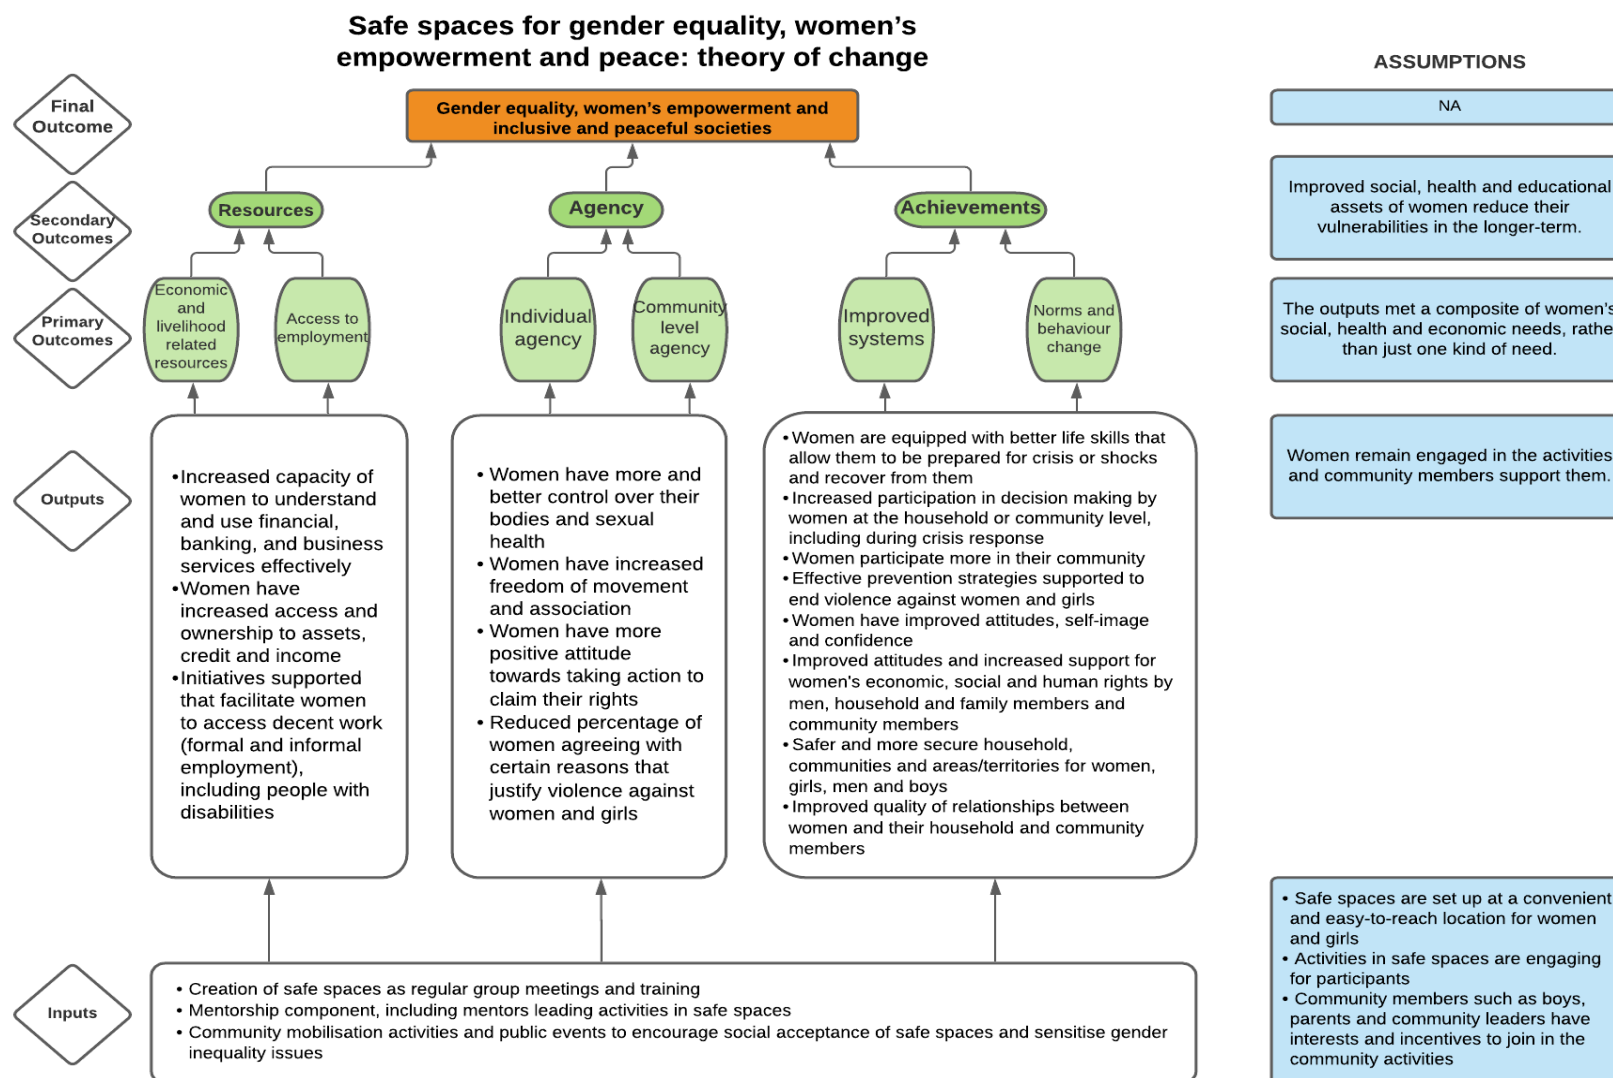 Safe spaces for gender equality, women’s
empowerment and peace: theory of change
ASSUMPTIONS
Final
Outcome
Gender equality, women’s empowerment and
inclusive and peaceful societies
NA
Secondary
Outcomes
Resources
Agency
Achievements
Improved social, health and educational
assets of women reduce their
vulnerabilities in the longer-term.
Primary
Outcomes
Economic
and
livelihood
related
resources
Access to
employment
Individual
agency
Community
level
agency
Improved
systems
Norms and
behaviour
change
The outputs met a composite of women's
social, health and economic needs, rathe
than just one kind of need.
Outputs
•Increased capacity of
women to understand
and use financial,
banking, and business
services effectively
•Women have
increased access and
ownership to assets,
credit and income
•Initiatives supported
that facilitate women
to access decent work
(formal and informal
employment),
including people with
disabilities
• Women have more and
better control over their
bodies and sexual
health
• Women have increased
freedom of movement
and association
• Women have more
positive attitude
towards taking action to
claim their rights
• Reduced percentage of
women agreeing with
certain reasons that
justify violence against
women and girls
• Women are equipped with better life skills that
allow them to be prepared for crisis or shocks
and recover from them
• Increased participation in decision making by
women at the household or community level,
including during crisis response
• Women participate more in their community
• Effective prevention strategies supported to
end violence against women and girls
• Women have improved attitudes, self-image
and confidence
• Improved attitudes and increased support for
women's economic, social and human rights by
men, household and family members and
community members
• Safer and more secure household,
communities and areas/territories for women,
girls, men and boys
• Improved quality of relationships between
women and their household and community
members
Women remain engaged in the activities
and community members support them.
Inputs
• Creation of safe spaces as regular group meetings and training
• Mentorship component, including mentors leading activities in safe spaces
• Community mobilisation activities and public events to encourage social acceptance of safe spaces and sensitise gender
inequality issues
• Safe spaces are set up at a convenient
and easy-to-reach location for women
and girls
• Activities in safe spaces are engaging
for participants
• Community members such as boys,
parents and community leaders have
interests and incentives to join in the
community activities